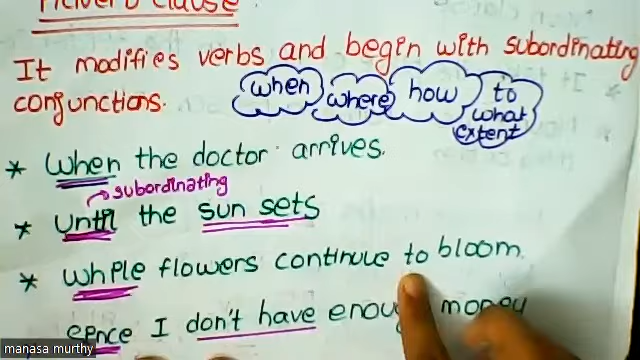 Adverb clause
It modifies verbs and begin with subordinating
conjunctions. when where how to what extent
* When the doctor arrives.
subordinating
* Until the sun sets
* While flowers continue to bloom.
I don't have money
manasa murthy